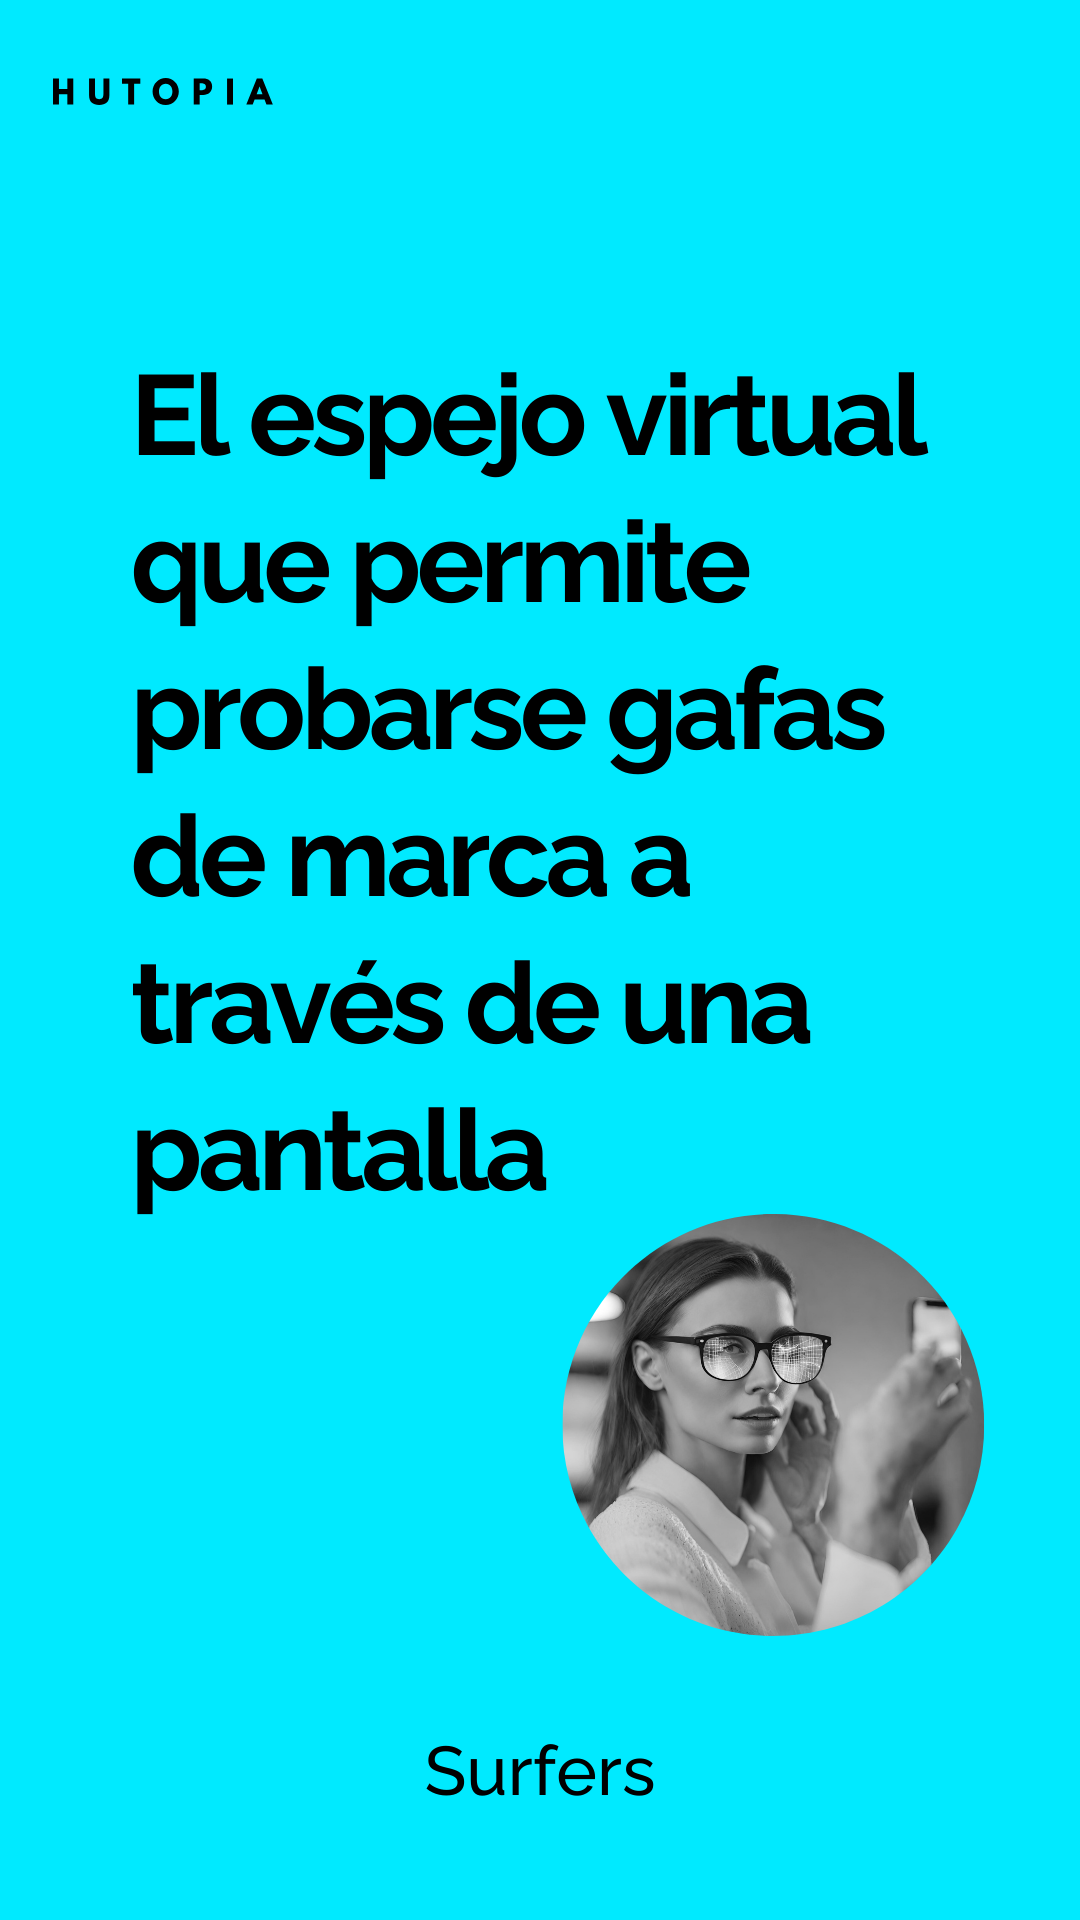 HUTOPIA
El espejo virtual
que permite
probarse gafas
de marca a
través de una
pantalla
Surfers